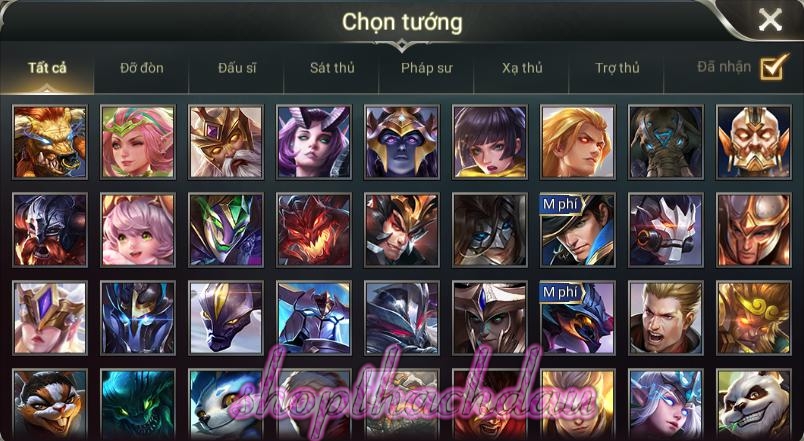 Chọn tướng
Tất cả Đỡ đòn Đấu sĩ Sát thủ Pháp sư Xạ thủ Trợ thủ Đã nhận
M phí
M phí
shopthachdau